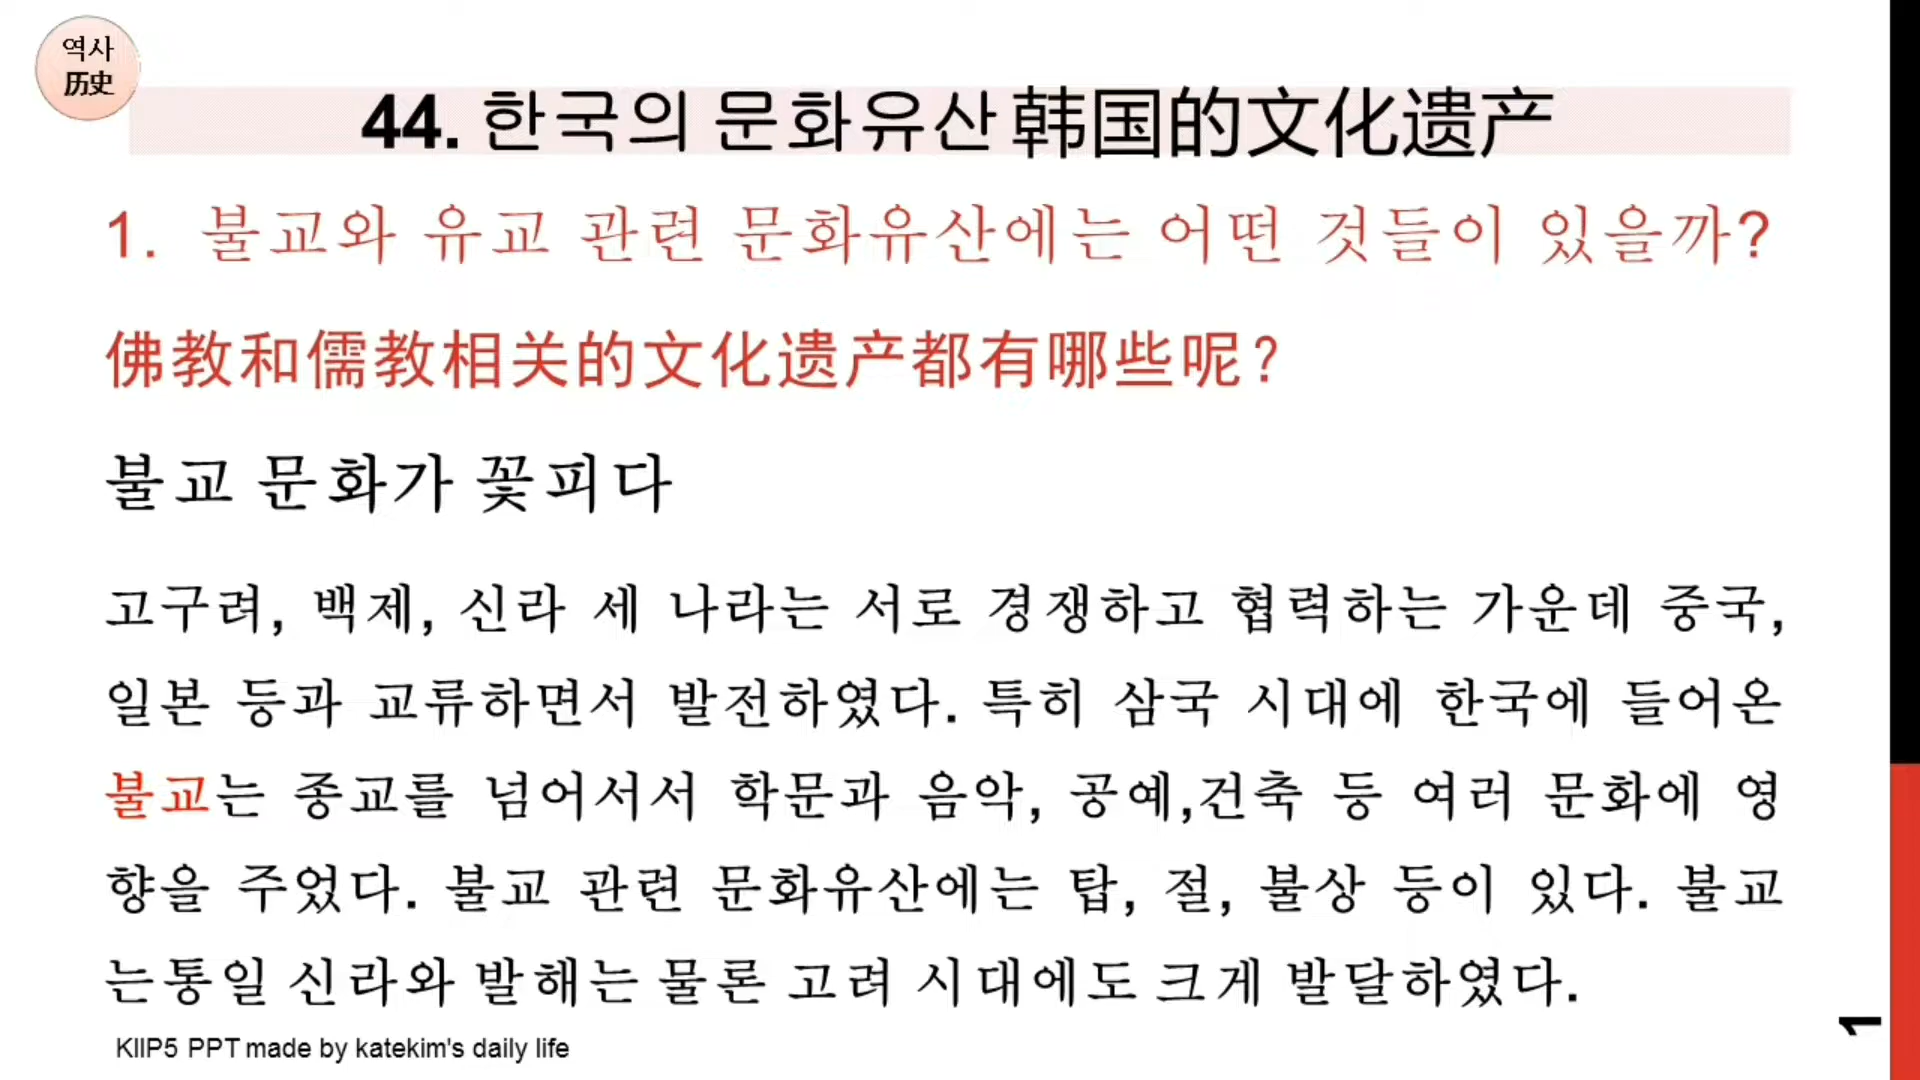 역사
历史
44. 한국의 문화유산 韩国的文化遗产
1. 불교와 유교 관련 문화유산에는 어떤 것들이 있을까?
佛教和儒教相关的文化遗产都有哪些呢？
불교 문화가 꽃피다
고구려, 백제, 신라 세 나라는 서로 경쟁하고 협력하는 가운데 중국,
일본 등과 교류하면서 발전하였다. 특히 삼국 시대에 한국에 들어온
불교는 종교를 넘어서서 학문과 음악, 공예,건축 등 여러 문화에 영
향을 주었다. 불교 관련 문화유산에는 탑, 절, 불상 등이 있다. 불교
는통일 신라와 발해는 물론 고려 시대에도 크게 발달하였다.
KIIP5 PPT made by katekim's daily life
1